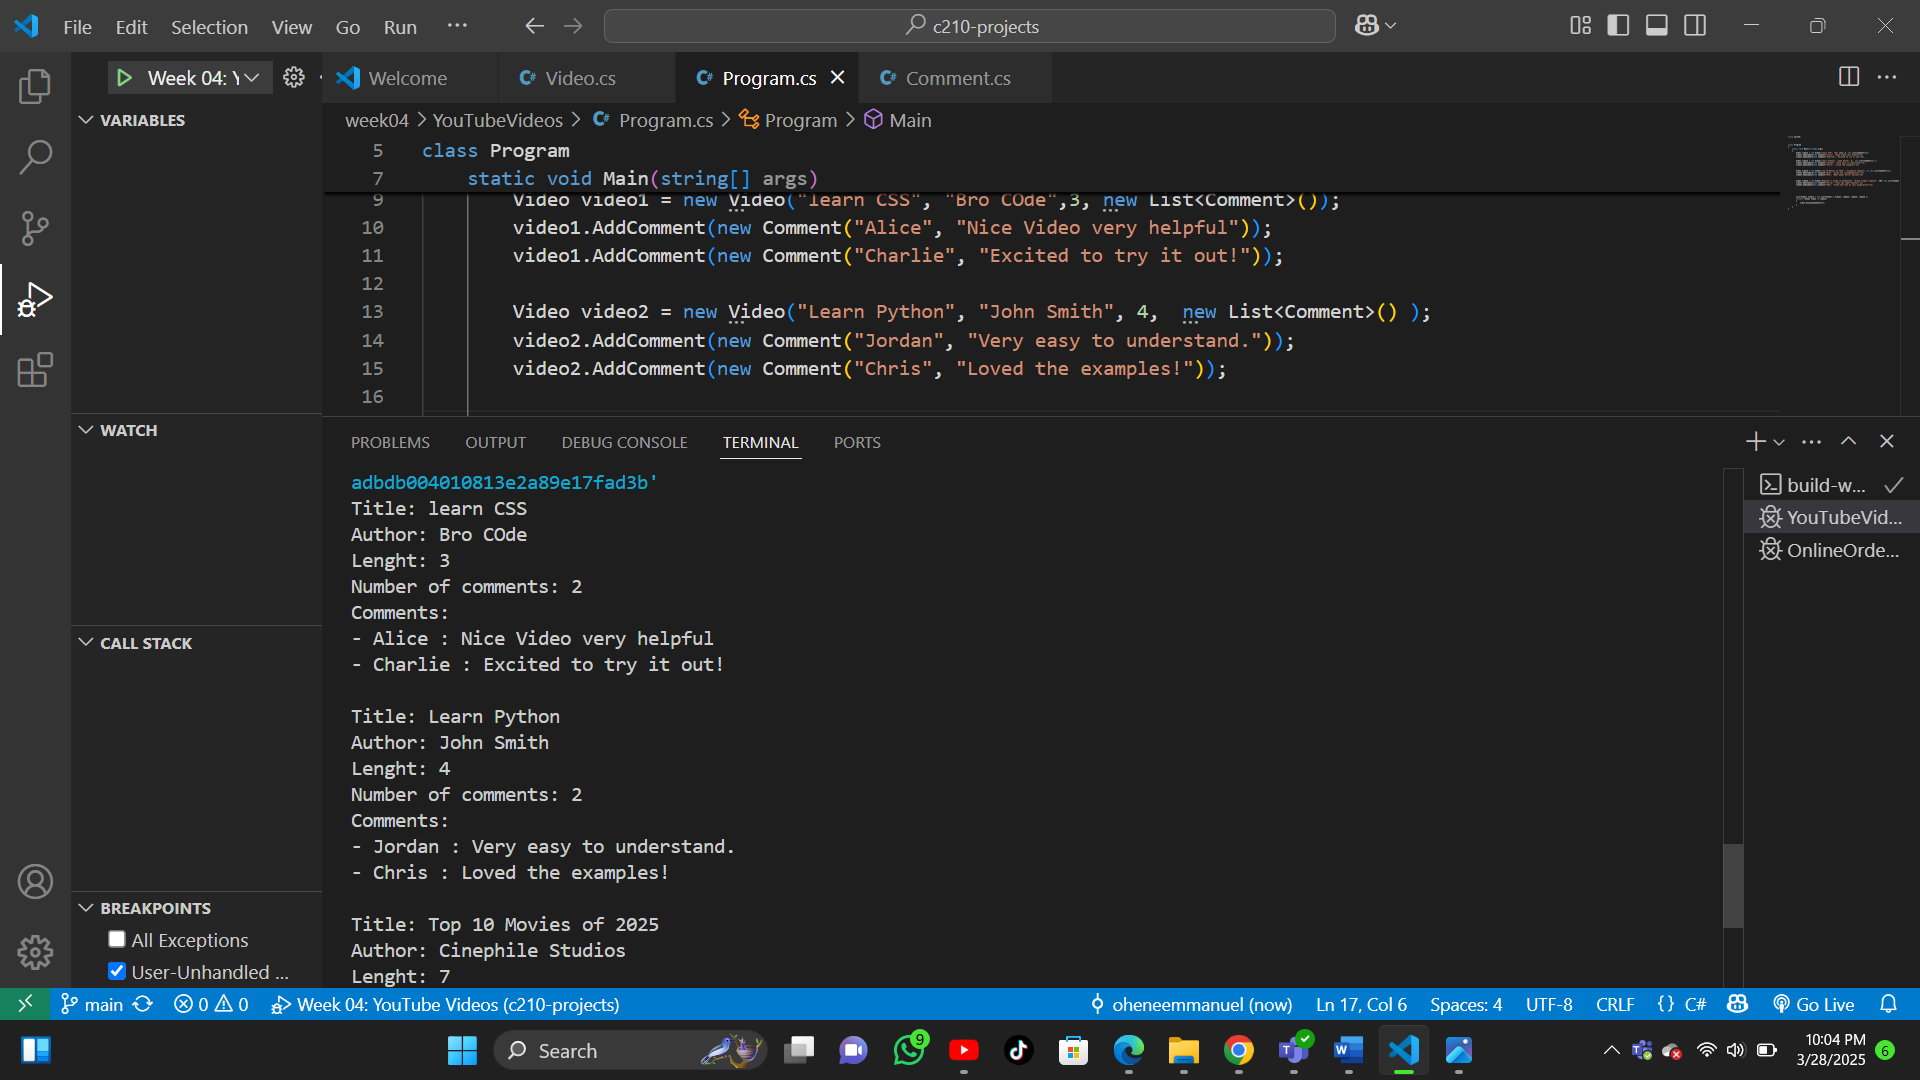 File Edit Selection View Go Run ··· c210-projects
Week 04: Y Welcome Video.cs Program.cs Comment.cs
VARIABLES
WATCH
CALL STACK
BREAKPOINTS
All Exceptions
User-Unhandled ...
week04 > YouTubeVideos > Program.cs > Program > Main
5 class Program
7 static void Main(string[] args)
9 Video video1 = new Video("learn CSS", "Bro COde",3, new List<Comment>());
10 video1.AddComment(new Comment("Alice", "Nice Video very helpful"));
11 video1.AddComment(new Comment("Charlie", "Excited to try it out!"));
12
13 Video video2 = new Video("Learn Python", "John Smith", 4,  new List<Comment>() );
14 video2.AddComment(new Comment("Jordan", "Very easy to understand."));
15 video2.AddComment(new Comment("Chris", "Loved the examples!"));
16
PROBLEMS OUTPUT DEBUG CONSOLE TERMINAL PORTS
adbdb004010813e2a89e17fad3b'
Title: learn CSS
Author: Bro COde
Lenght: 3
Number of comments: 2
Comments:
- Alice : Nice Video very helpful
- Charlie : Excited to try it out!
Title: Learn Python
Author: John Smith
Lenght: 4
Number of comments: 2
Comments:
- Jordan : Very easy to understand.
- Chris : Loved the examples!
Title: Top 10 Movies of 2025
Author: Cinephile Studios
Lenght: 7
build-w...
YouTubeVid...
OnlineOrde...
main 0 0 Week 04: YouTube Videos (c210-projects) oheneemmanuel (now) Ln 17, Col 6 Spaces: 4 UTF-8 CRLF {} C# Go Live
Search 9 10:04 PM
3/28/2025 6